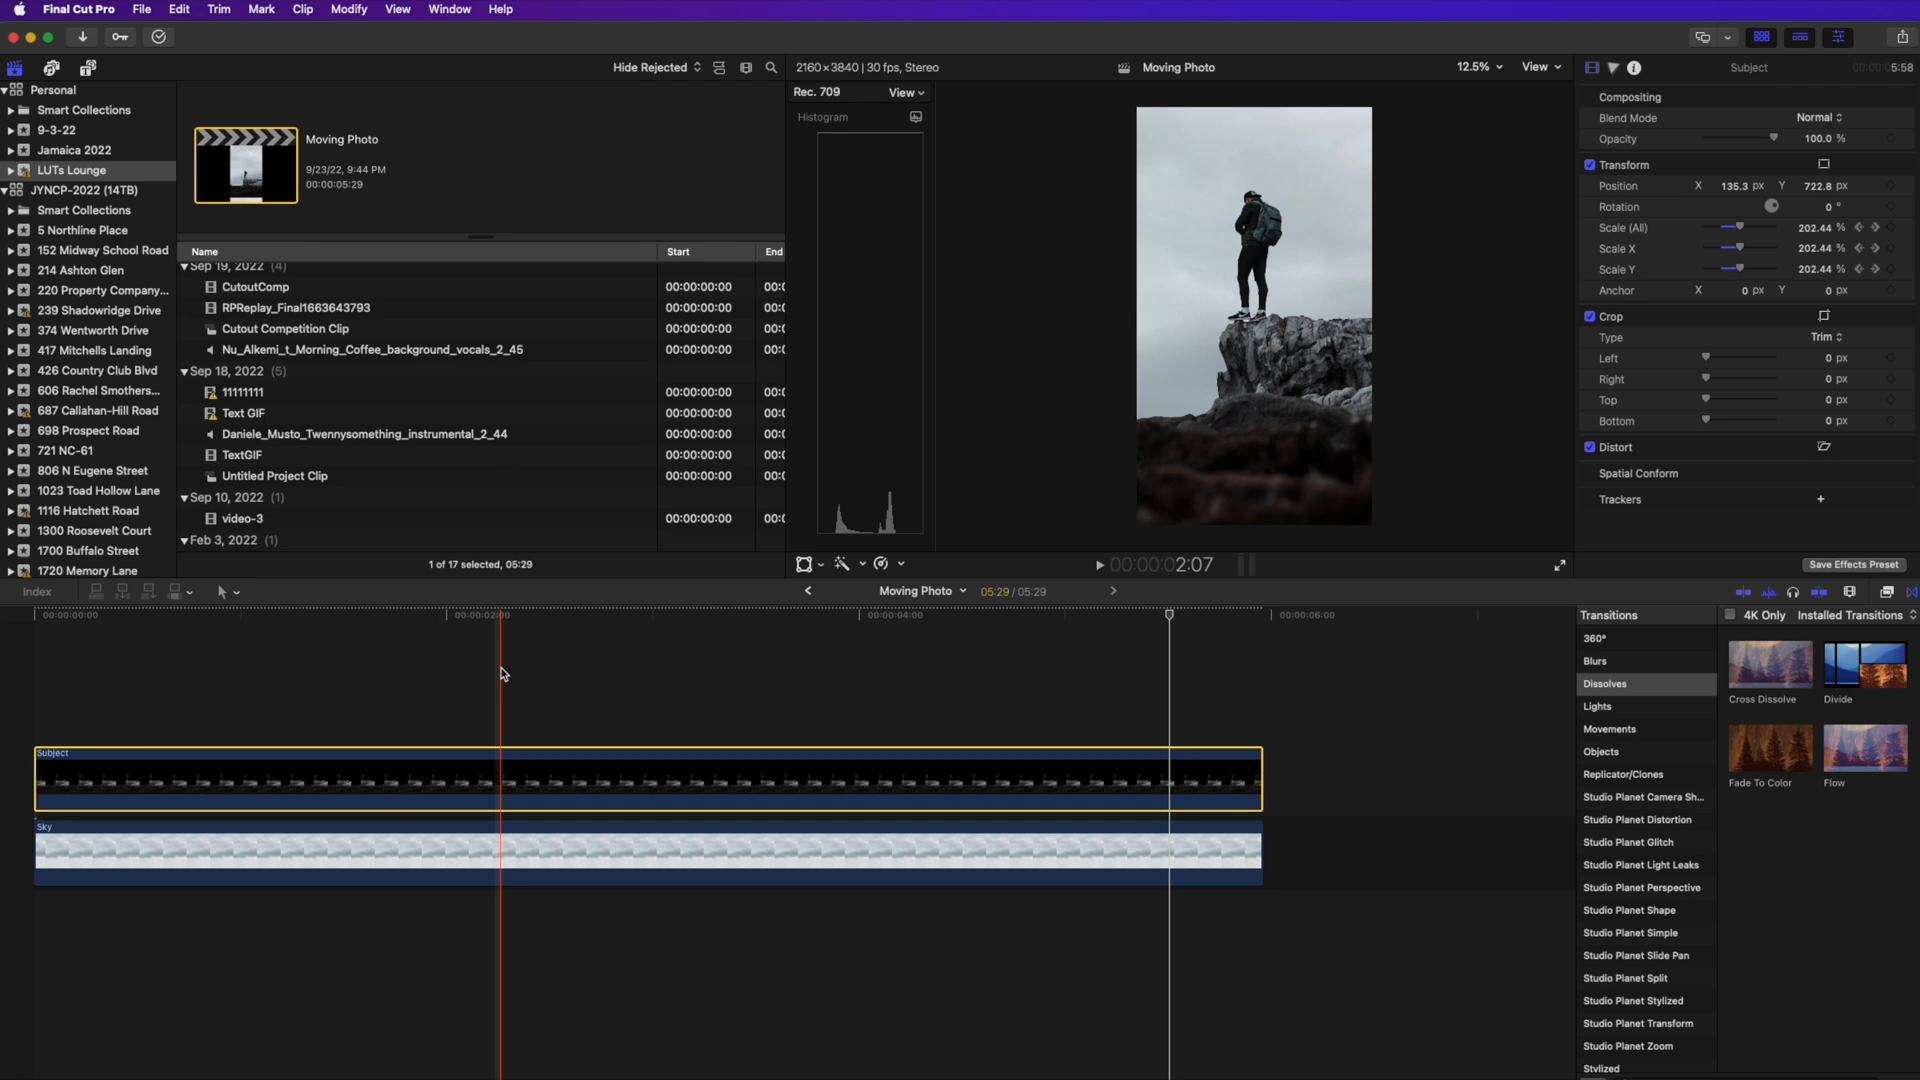 Final Cut Pro File Edit Trim Mark Clip Modify View Window Help
Hide Rejected
2160×3840 | 30 fps, Stereo
Moving Photo
12.5%
View
Subject
5:58
Personal
Smart Collections
9-3-22
Jamaica 2022
LUTs Lounge
JYNCP-2022 (14TB)
Smart Collections
5 Northline Place
152 Midway School Road
214 Ashton Glen
220 Property Company...
239 Shadowridge Drive
374 Wentworth Drive
417 Mitchells Landing
426 Country Club Blvd
606 Rachel Smothers...
687 Callahan-Hill Road
698 Prospect Road
721 NC-61
806 N Eugene Street
1023 Toad Hollow Lane
1116 Hatchett Road
1300 Roosevelt Court
1700 Buffalo Street
1720 Memory Lane
Moving Photo
9/23/22, 9:44 PM
00:00:05:29
Name Start End
Sep 19, 2022 (4)
CutoutComp 00:00:00:00 00:0
RPReplay_Final1663643793 00:00:00:00 00:0
Cutout Competition Clip 00:00:00:00 00:0
Nu_Alkemi_t_Morning_Coffee_background_vocals_2_45 00:00:00:00 00:0
Sep 18, 2022 (5)
11111111 00:00:00:00 00:0
Text GIF 00:00:00:00 00:0
Daniele_Musto_Twennysomething_instrumental_2_44 00:00:00:00 00:0
TextGIF 00:00:00:00 00:0
Untitled Project Clip 00:00:00:00 00:0
Sep 10, 2022 (1)
video-3 00:00:00:00 00:0
Feb 3, 2022 (1)
1 of 17 selected, 05:29
Rec. 709 View
Histogram
00:00:02:07
Compositing
Blend Mode Normal
Opacity 100.0 %
Transform
Position X 135.3 px Y 722.8 px
Rotation 0 °
Scale (All) 202.44 %
Scale X 202.44 %
Scale Y 202.44 %
Anchor X 0 px Y 0 px
Crop
Type Trim
Left 0 px
Right 0 px
Top 0 px
Bottom 0 px
Distort
Spatial Conform
Trackers +
Save Effects Preset
Index
Moving Photo 05:29 / 05:29
00:00:00:00 00:00:02:00 00:00:04:00 00:00:06:00
Subject
Sky
Transitions
4K Only Installed Transitions
360°
Blurs
Dissolves
Lights
Movements
Objects
Replicator/Clones
Studio Planet Camera Sh...
Studio Planet Distortion
Studio Planet Glitch
Studio Planet Light Leaks
Studio Planet Perspective
Studio Planet Shape
Studio Planet Simple
Studio Planet Slide Pan
Studio Planet Split
Studio Planet Stylized
Studio Planet Transform
Studio Planet Zoom
Stylized
Cross Dissolve Divide
Fade To Color Flow